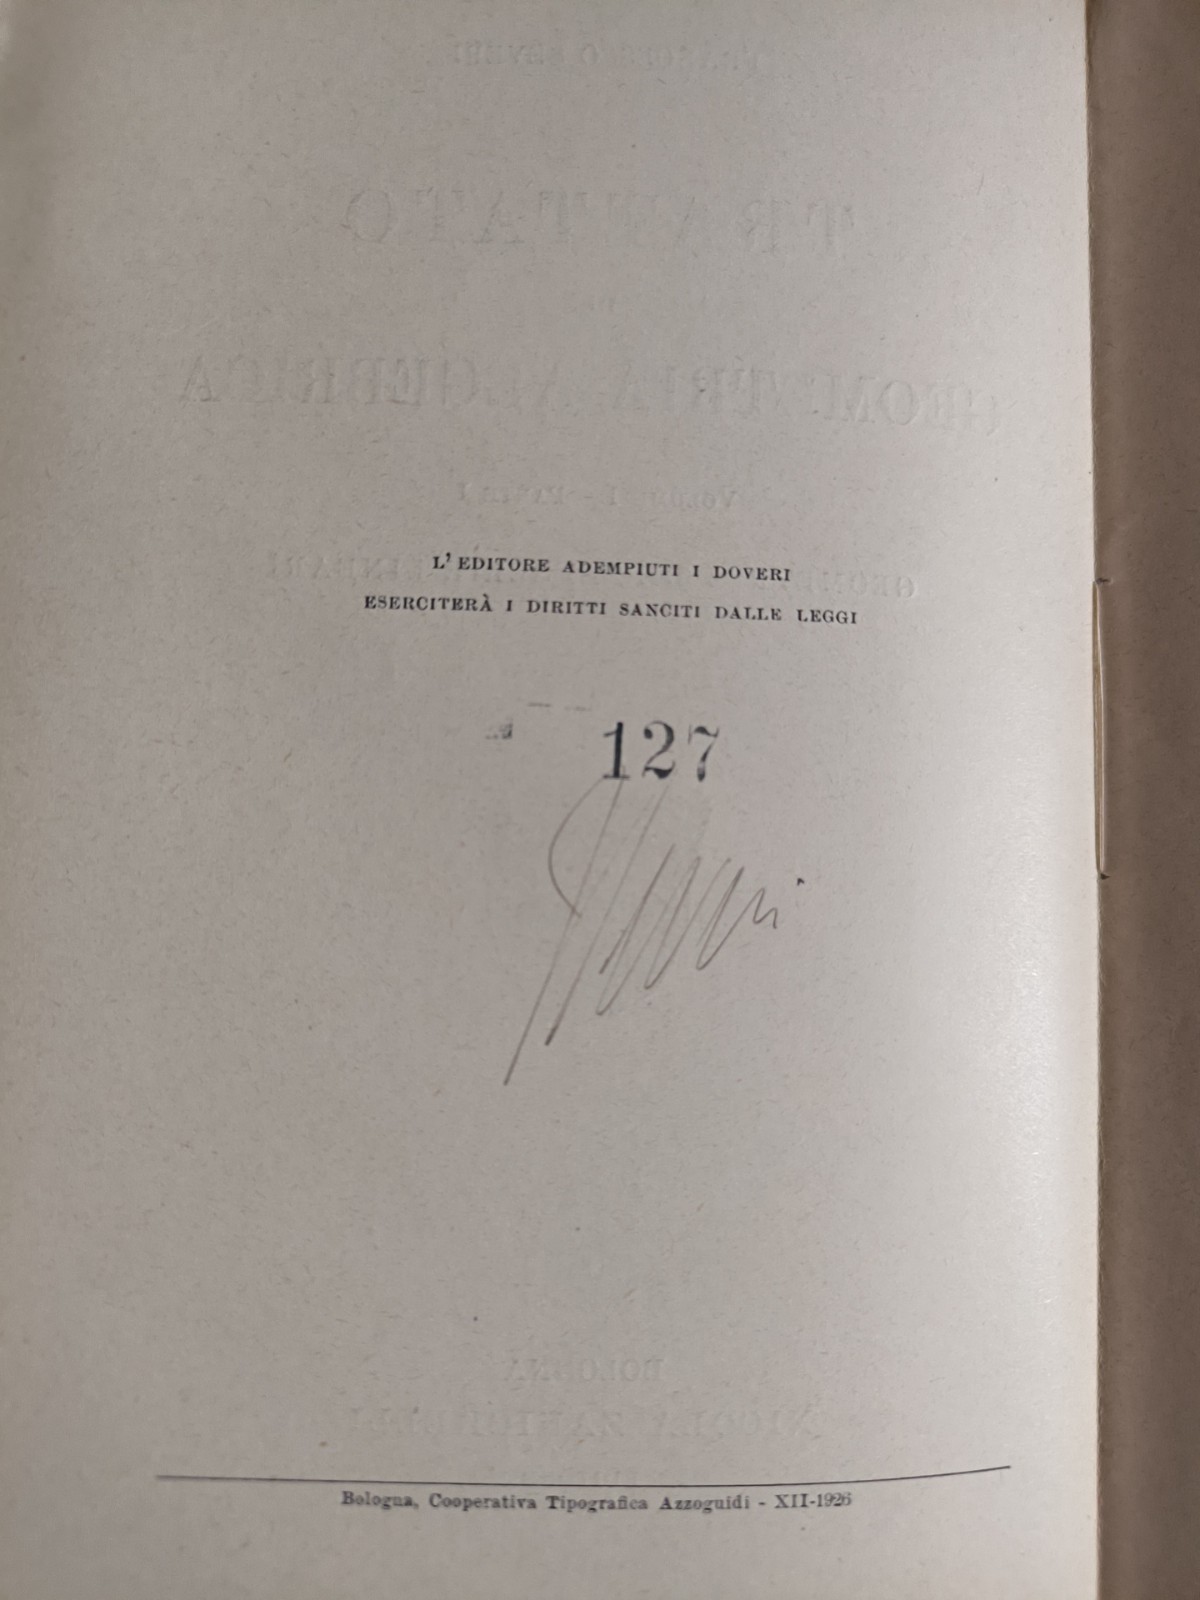 L' EDITORE ADEMPIUTI I DOVERI
ESERCITERÀ I DIRITTI SANCITI DALLE LEGGI
127
Bologna, Cooperativa Tipografica Azzoguidi - XII-1926